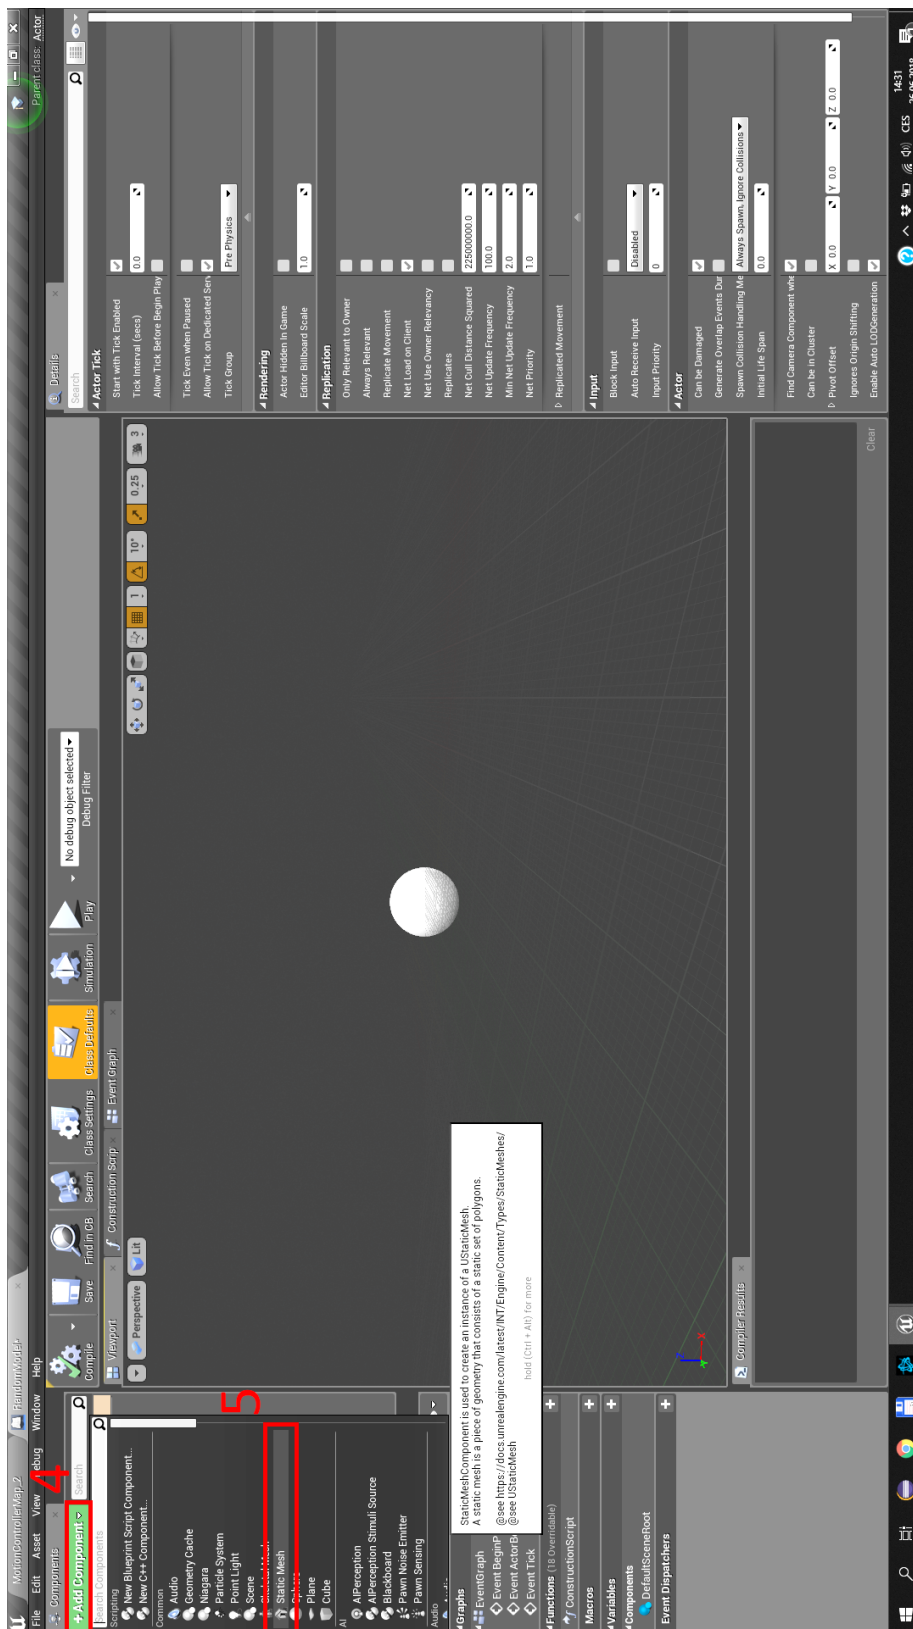 MotionControllerMap_2
RandomModel*
File Edit Asset View Debug Window Help
Parent class: Actor
4
Components
+ Add Component
Search
Search Components
Scripting
New Blueprint Script Component...
New C++ Component...
Common
Audio
Geometry Cache
Niagara
Particle System
Point Light
Scene
Static Mesh
Plane
Cube
AI
AIPerception
AIPerception Stimuli Source
Blackboard
Pawn Noise Emitter
Pawn Sensing
Audio
5
Graphs
EventGraph
Event BeginP
Event ActorB
Event Tick
Functions (18 Overridable)
ConstructionScript
Macros
Variables
Components
DefaultSceneRoot
Event Dispatchers
Compile
Save
Find in CB
Search
Class Settings
Class Defaults
Simulation
Play
No debug object selected
Debug Filter
Viewport
Construction Scrip
Event Graph
Perspective
Lit
1
10°
0.25
3
StaticMeshComponent is used to create an instance of a UStaticMesh.
A static mesh is a piece of geometry that consists of a static set of polygons.
@see https://docs.unrealengine.com/latest/INT/Engine/Content/Types/StaticMeshes/
@see UStaticMesh
hold (Ctrl + Alt) for more
Z
X
Y
Compiler Results
Clear
Details
Search
Actor Tick
Start with Tick Enabled
Tick Interval (secs) 0.0
Allow Tick Before Begin Play
Tick Even when Paused
Allow Tick on Dedicated Serv
Tick Group Pre Physics
Rendering
Actor Hidden In Game
Editor Billboard Scale 1.0
Replication
Only Relevant to Owner
Always Relevant
Replicate Movement
Net Load on Client
Net Use Owner Relevancy
Replicates
Net Cull Distance Squared 225000000.0
Net Update Frequency 100.0
Min Net Update Frequency 2.0
Net Priority 1.0
Replicated Movement
Input
Block Input
Auto Receive Input Disabled
Input Priority 0
Actor
Can be Damaged
Generate Overlap Events Dur
Spawn Collision Handling Me Always Spawn, Ignore Collisions
Initial Life Span 0.0
Find Camera Component whe
Can be in Cluster
Pivot Offset X 0.0 Y 0.0 Z 0.0
Ignores Origin Shifting
Enable Auto LODGeneration
CES
14:31
26.06.2018